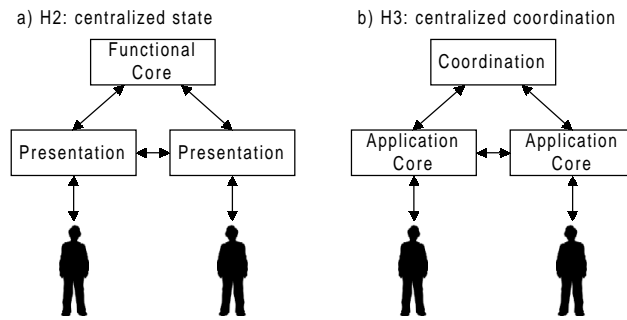 a) H2: centralized state
Functional
Core
Presentation
Presentation
b) H3: centralized coordination
Coordination
Application
Core
Application
Core